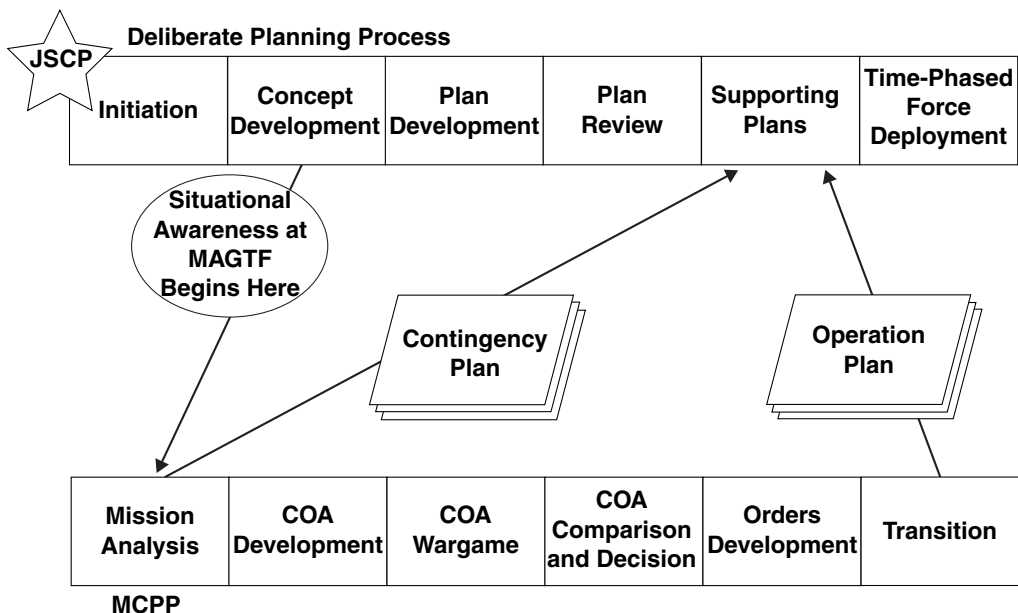 Deliberate Planning Process
JSCP
Initiation
Concept
Development
Plan
Development
Plan
Review
Supporting
Plans
Time-Phased
Force
Deployment
Situational
Awareness at
MAGTF
Begins Here
Contingency
Plan
Operation
Plan
Mission
Analysis
COA
Development
COA
Wargame
COA
Comparison
and Decision
Orders
Development
Transition
MCPP